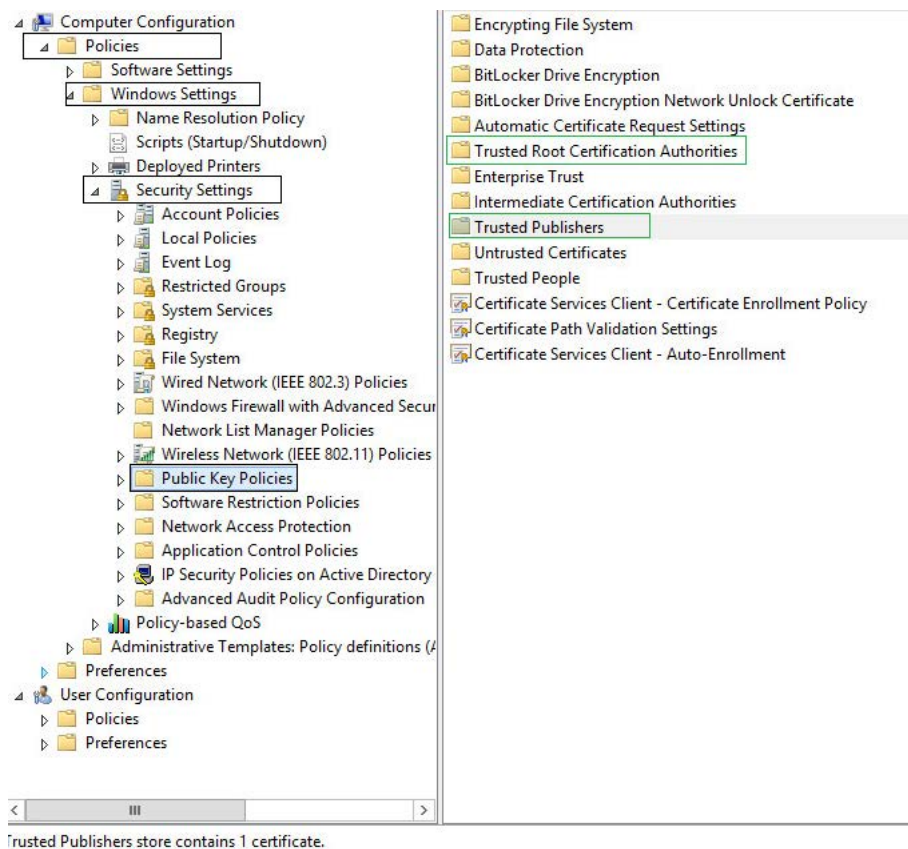 Computer Configuration
Policies
Software Settings
Windows Settings
Name Resolution Policy
Scripts (Startup/Shutdown)
Deployed Printers
Security Settings
Account Policies
Local Policies
Event Log
Restricted Groups
System Services
Registry
File System
Wired Network (IEEE 802.3) Policies
Windows Firewall with Advanced Secur
Network List Manager Policies
Wireless Network (IEEE 802.11) Policies
Public Key Policies
Software Restriction Policies
Network Access Protection
Application Control Policies
IP Security Policies on Active Directory
Advanced Audit Policy Configuration
Policy-based QoS
Administrative Templates: Policy definitions (A
Preferences
User Configuration
Policies
Preferences
Encrypting File System
Data Protection
BitLocker Drive Encryption
BitLocker Drive Encryption Network Unlock Certificate
Automatic Certificate Request Settings
Trusted Root Certification Authorities
Enterprise Trust
Intermediate Certification Authorities
Trusted Publishers
Untrusted Certificates
Trusted People
Certificate Services Client - Certificate Enrollment Policy
Certificate Path Validation Settings
Certificate Services Client - Auto-Enrollment
Trusted Publishers store contains 1 certificate.